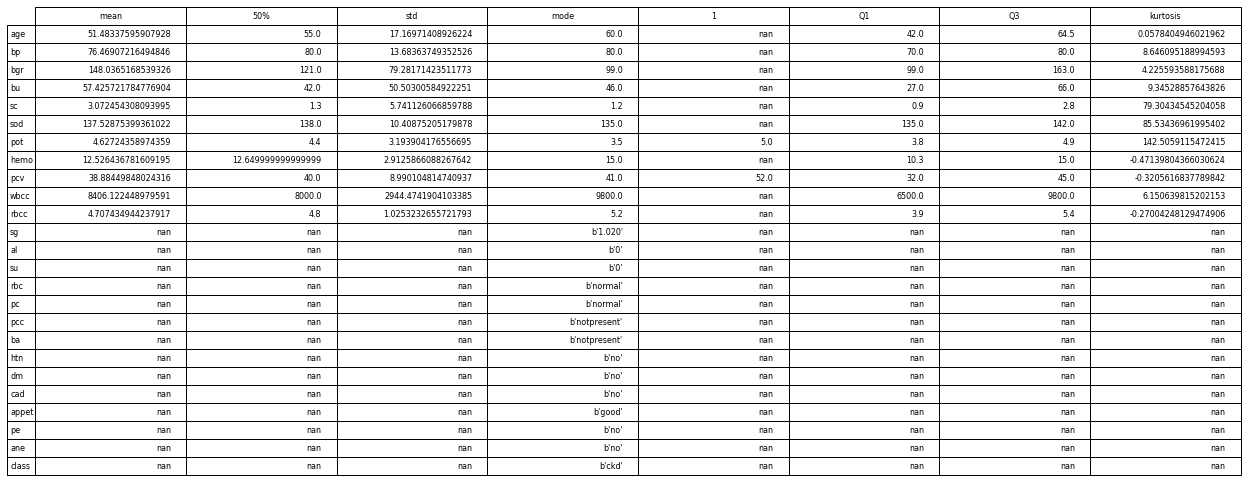 mean 50% std mode 1 Q1 Q3 kurtosis
age 51.48337595907928 55.0 17.16971408926224 60.0 nan 42.0 64.5 0.0578404946021962
bp 76.46907216494846 80.0 13.68363749352526 80.0 nan 70.0 80.0 8.646095188994593
bgr 148.0365168539326 121.0 79.28171423511773 99.0 nan 99.0 163.0 4.225593588175688
bu 57.425721784776904 42.0 50.50300584922251 46.0 nan 27.0 66.0 9.34528857643826
sc 3.072454308093995 1.3 5.741126066859788 1.2 nan 0.9 2.8 79.30434545204058
sod 137.52875399361022 138.0 10.40875205179878 135.0 nan 135.0 142.0 85.53436961995402
pot 4.62724358974359 4.4 3.193904176556695 3.5 5.0 3.8 4.9 142.5059115472415
hemo 12.526436781609195 12.649999999999999 2.9125866088267642 15.0 nan 10.3 15.0 -0.47139804366030624
pcv 38.88449848024316 40.0 8.990104814740937 41.0 52.0 32.0 45.0 -0.3205616837789842
wbcc 8406.122448979591 8000.0 2944.4741904103385 9800.0 nan 6500.0 9800.0 6.150639815202153
rbcc 4.707434944237917 4.8 1.0253232655721793 5.2 nan 3.9 5.4 -0.27004248129474906
sg nan nan nan b'1.020' nan nan nan nan
al nan nan nan b'0' nan nan nan nan
su nan nan nan b'0' nan nan nan nan
rbc nan nan nan b'normal' nan nan nan nan
pc nan nan nan b'normal' nan nan nan nan
pcc nan nan nan b'notpresent' nan nan nan nan
ba nan nan nan b'notpresent' nan nan nan nan
htn nan nan nan b'no' nan nan nan nan
dm nan nan nan b'no' nan nan nan nan
cad nan nan nan b'no' nan nan nan nan
appet nan nan nan b'good' nan nan nan nan
pe nan nan nan b'no' nan nan nan nan
ane nan nan nan b'no' nan nan nan nan
class nan nan nan b'ckd' nan nan nan nan